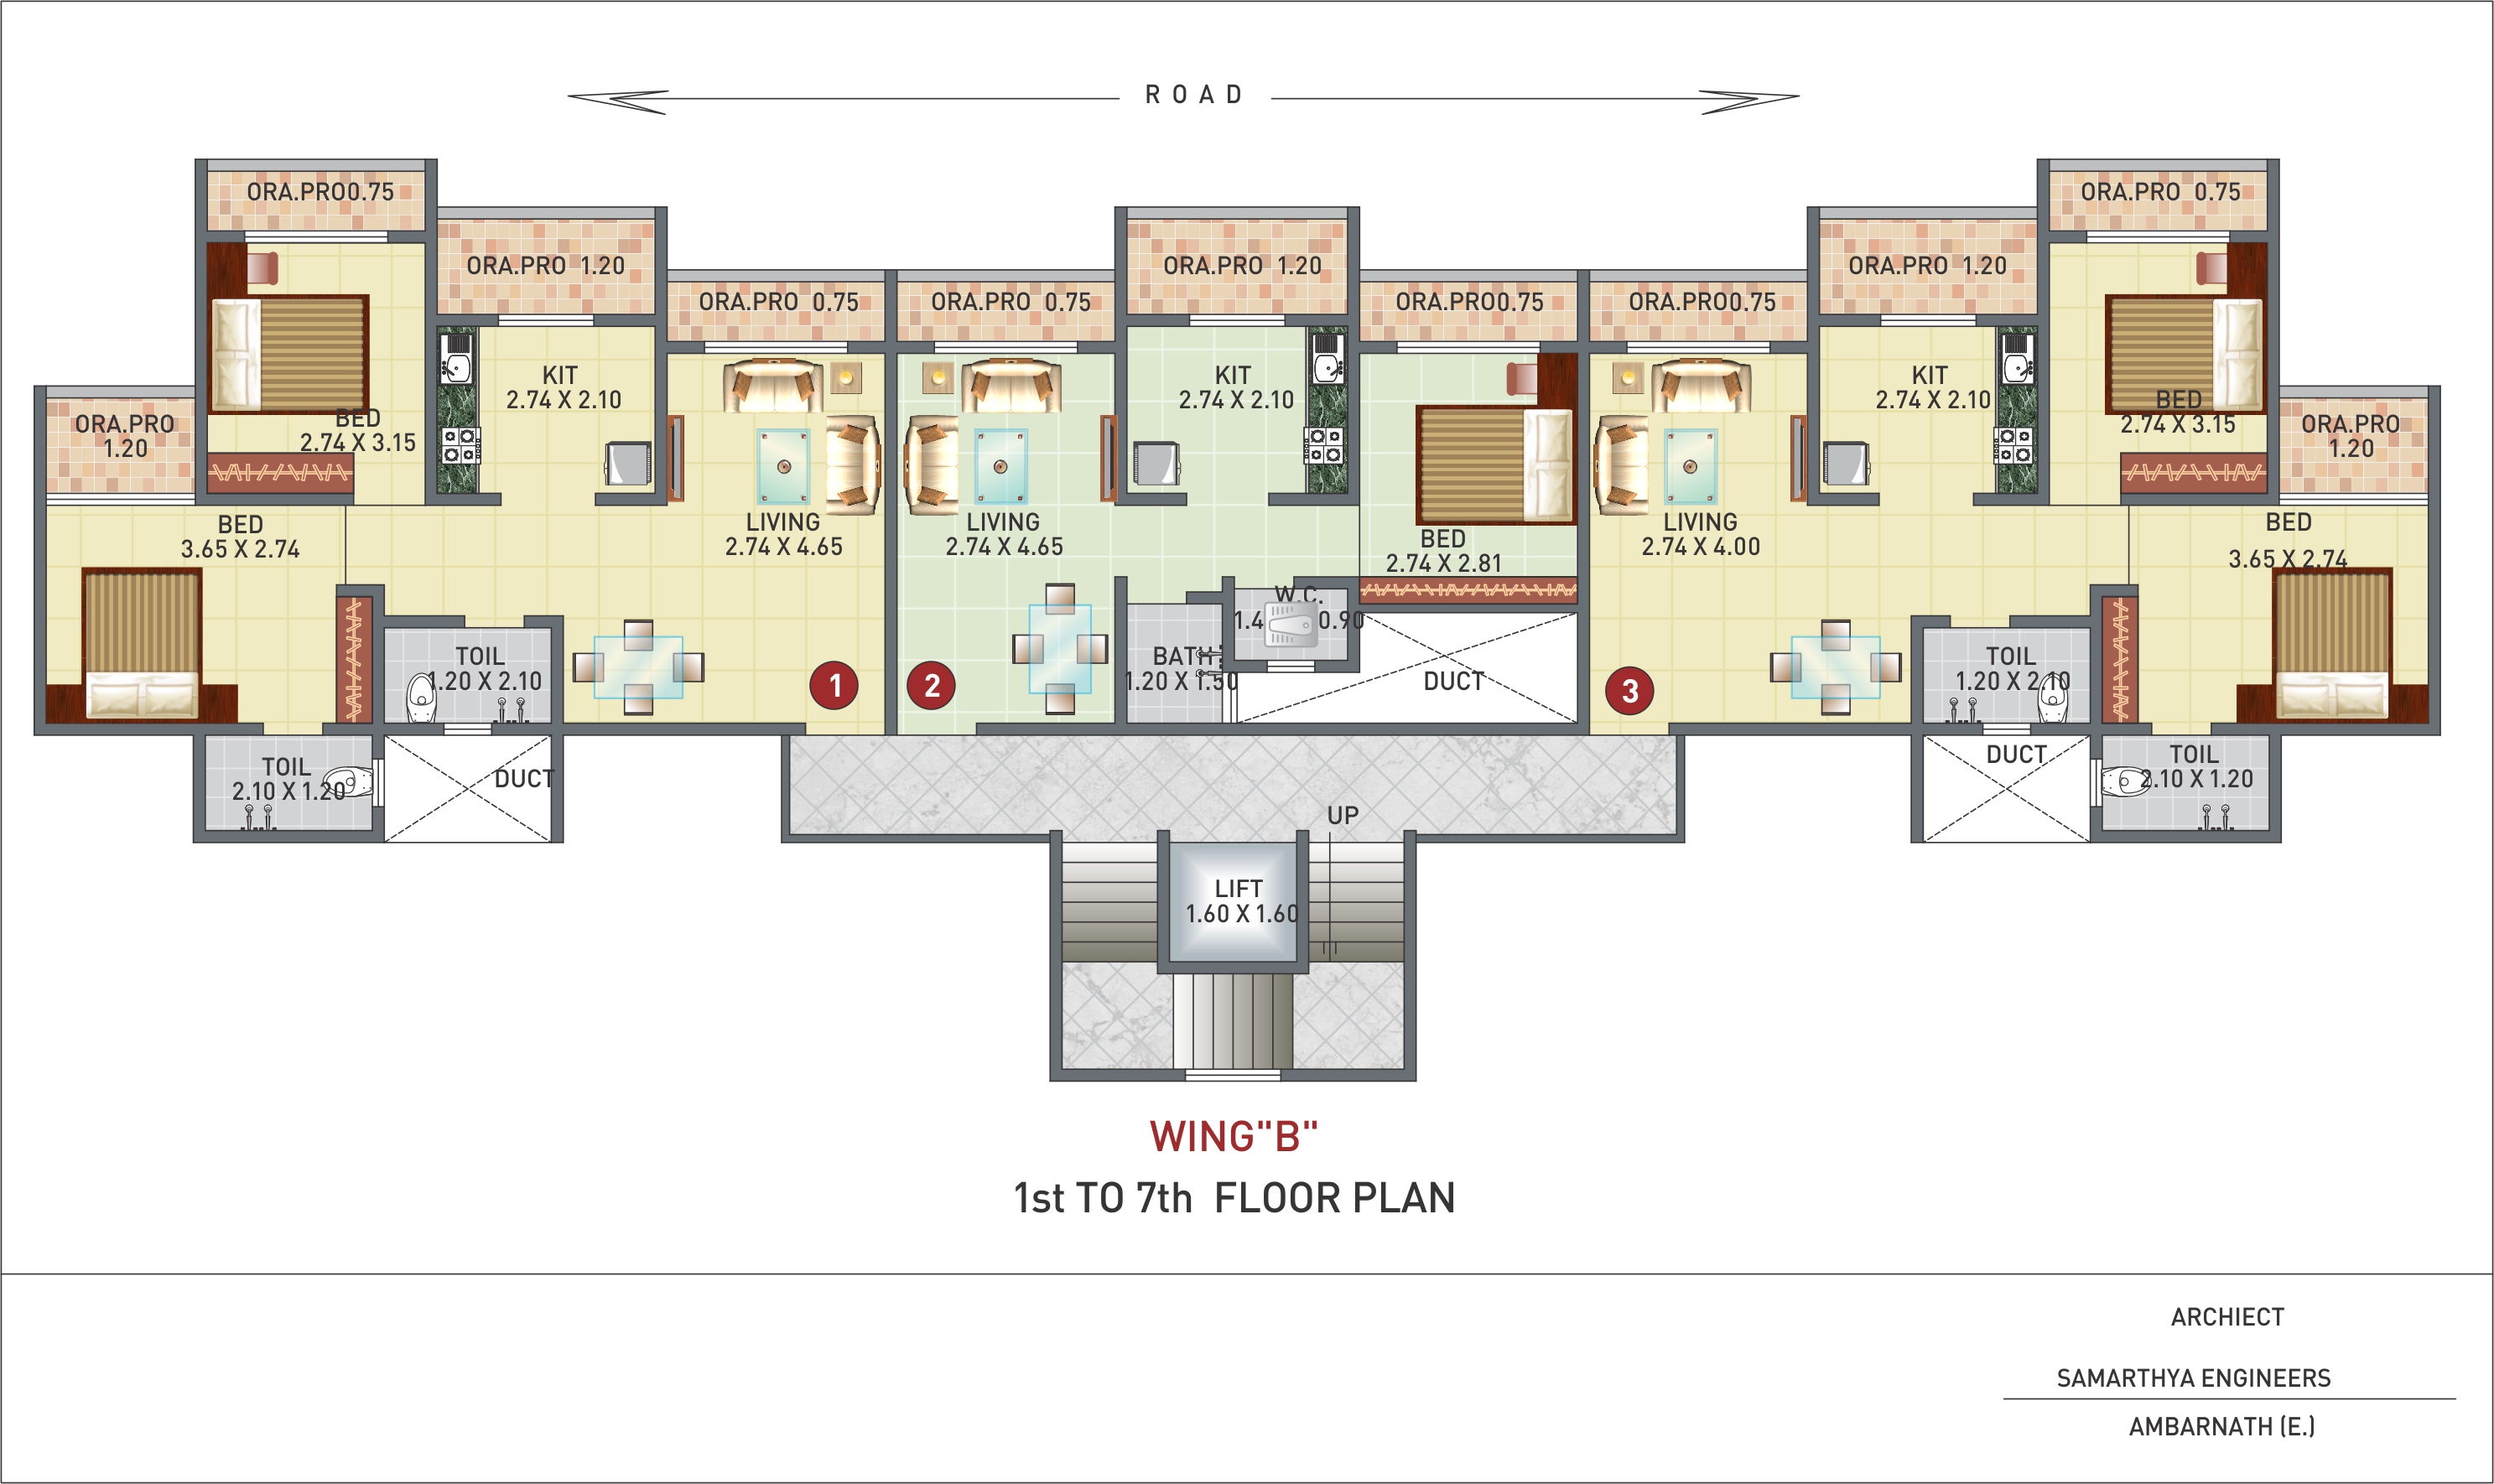 ROAD
ORA.PRO0.75
ORA.PRO 0.75
ORA.PRO 1.20
ORA.PRO 1.20
ORA.PRO 1.20
ORA.PRO 0.75
ORA.PRO 0.75
ORA.PRO0.75
ORA.PRO0.75
KIT
2.74 X 2.10
KIT
2.74 X 2.10
KIT
2.74 X 2.10
BED
2.74 X 3.15
BED
2.74 X 3.15
ORA.PRO
1.20
ORA.PRO
1.20
BED
3.65 X 2.74
LIVING
2.74 X 4.65
LIVING
2.74 X 4.65
BED
2.74 X 2.81
LIVING
2.74 X 4.00
BED
3.65 X 2.74
W.C.
1.4 0.90
TOIL
1.20 X 2.10
BATH
1.20 X 1.50
DUCT
TOIL
1.20 X 2.10
1
2
3
TOIL
2.10 X 1.20
DUCT
DUCT
TOIL
2.10 X 1.20
UP
LIFT
1.60 X 1.60
WING"B"
1st TO 7th FLOOR PLAN
ARCHIECT
SAMARTHYA ENGINEERS
AMBARNATH (E.)